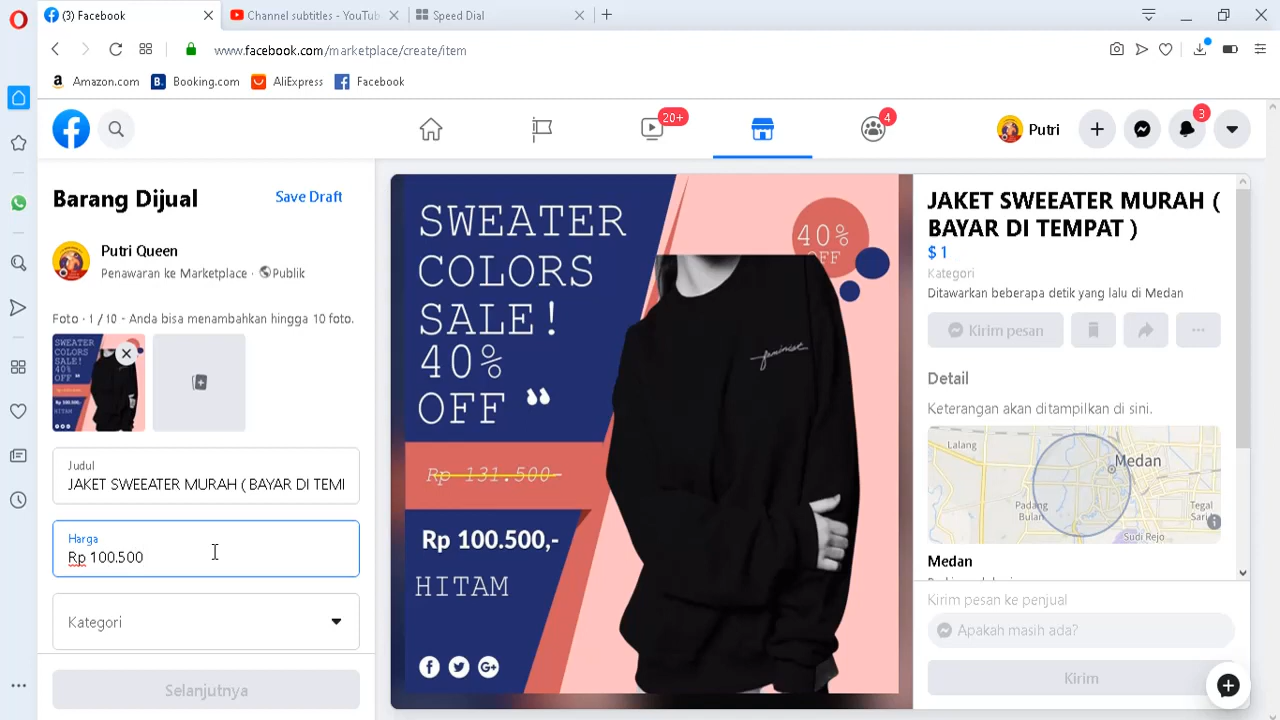 (3) Facebook
Channel subtitles - YouTub
Speed Dial
www.facebook.com/marketplace/create/item
Amazon.com
Booking.com
AliExpress
Facebook
20+
4
Putri
3
Barang Dijual
Save Draft
Putri Queen
Penawaran ke Marketplace · Publik
Foto · 1 / 10 - Anda bisa menambahkan hingga 10 foto.
Judul
JAKET SWEEATER MURAH ( BAYAR DI TEMI
Harga
Rp 100.500
Kategori
Selanjutnya
SWEATER
COLORS
SALE!
40%
OFF
40%
OFF
Rp 131.500-
Rp 100.500,-
HITAM
feminist
JAKET SWEEATER MURAH (
BAYAR DI TEMPAT )
$ 1
Kategori
Ditawarkan beberapa detik yang lalu di Medan
Kirim pesan
Detail
Keterangan akan ditampilkan di sini.
Lalang
Medan
Padang
Bulan
Tegal
Sari
Sudi Rejo
Medan
Kirim pesan ke penjual
Apakah masih ada?
Kirim